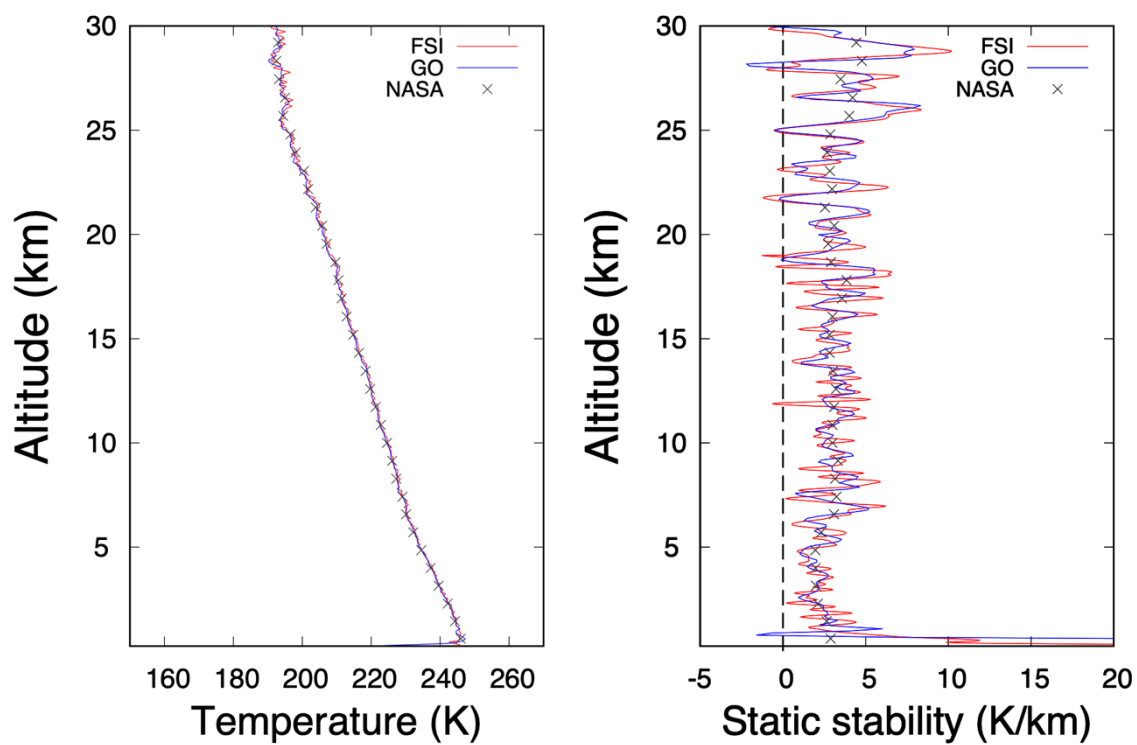 30
25
20
15
10
5
160
180
200
220
240
260
Altitude (km)
Temperature (K)
FSI
GO
NASA
30
25
20
15
10
5
-5
0
5
10
15
20
Altitude (km)
Static stability (K/km)
FSI
GO
NASA